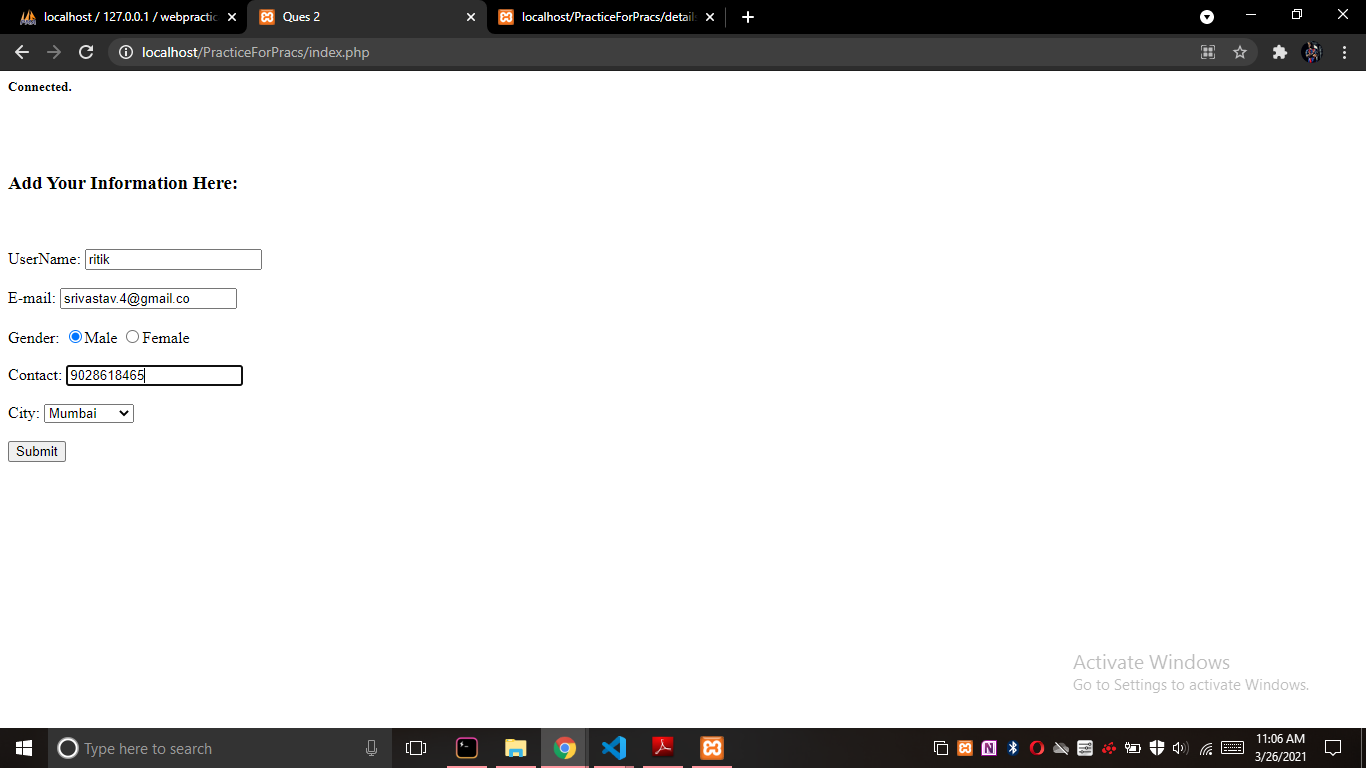 localhost / 127.0.0.1 / webpractic
Ques 2
localhost/PracticeForPracs/detail
localhost/PracticeForPracs/index.php
Connected.
Add Your Information Here:
UserName: ritik
E-mail: srivastav.4@gmail.co
Gender: Male Female
Contact: 9028618465
City: Mumbai
Submit
Activate Windows
Go to Settings to activate Windows.
Type here to search
11:06 AM
3/26/2021